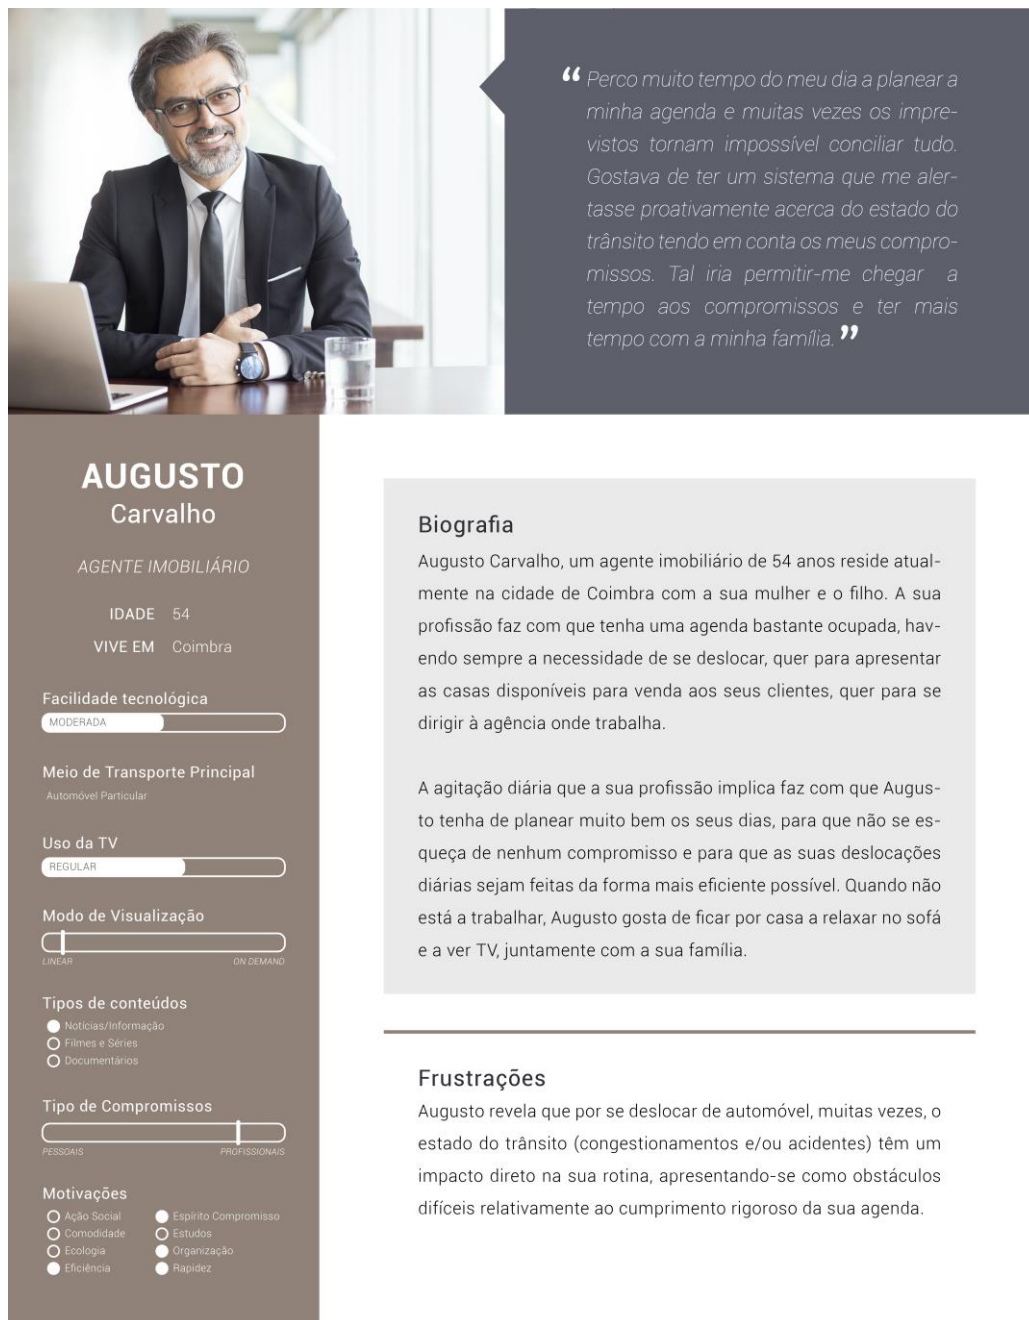 “ Perco muito tempo do meu dia a planear a
minha agenda e muitas vezes os impre-
vistos tornam impossível conciliar tudo.
Gostava de ter um sistema que me aler-
tasse proativamente acerca do estado do
trânsito tendo em conta os meus compro-
missos. Tal iria permitir-me chegar a
tempo aos compromissos e ter mais
tempo com a minha família. ”
AUGUSTO
Carvalho
AGENTE IMOBILIÁRIO
IDADE 54
VIVE EM Coimbra
Facilidade tecnológica
MODERADA
Meio de Transporte Principal
Automóvel Particular
Uso da TV
REGULAR
Modo de Visualização
LINEAR ON DEMAND
Tipos de conteúdos
Notícias/Informação
Filmes e Séries
Documentários
Tipo de Compromissos
PESSOAIS PROFISSIONAIS
Motivações
Ação Social Espírito Compromisso
Comodidade Estudos
Ecologia Organização
Eficiência Rapidez
Biografia
Augusto Carvalho, um agente imobiliário de 54 anos reside atual-
mente na cidade de Coimbra com a sua mulher e o filho. A sua
profissão faz com que tenha uma agenda bastante ocupada, hav-
endo sempre a necessidade de se deslocar, quer para apresentar
as casas disponíveis para venda aos seus clientes, quer para se
dirigir à agência onde trabalha.
A agitação diária que a sua profissão implica faz com que Augus-
to tenha de planear muito bem os seus dias, para que não se es-
queça de nenhum compromisso e para que as suas deslocações
diárias sejam feitas da forma mais eficiente possível. Quando não
está a trabalhar, Augusto gosta de ficar por casa a relaxar no sofá
e a ver TV, juntamente com a sua família.
Frustrações
Augusto revela que por se deslocar de automóvel, muitas vezes, o
estado do trânsito (congestionamentos e/ou acidentes) têm um
impacto direto na sua rotina, apresentando-se como obstáculos
difíceis relativamente ao cumprimento rigoroso da sua agenda.